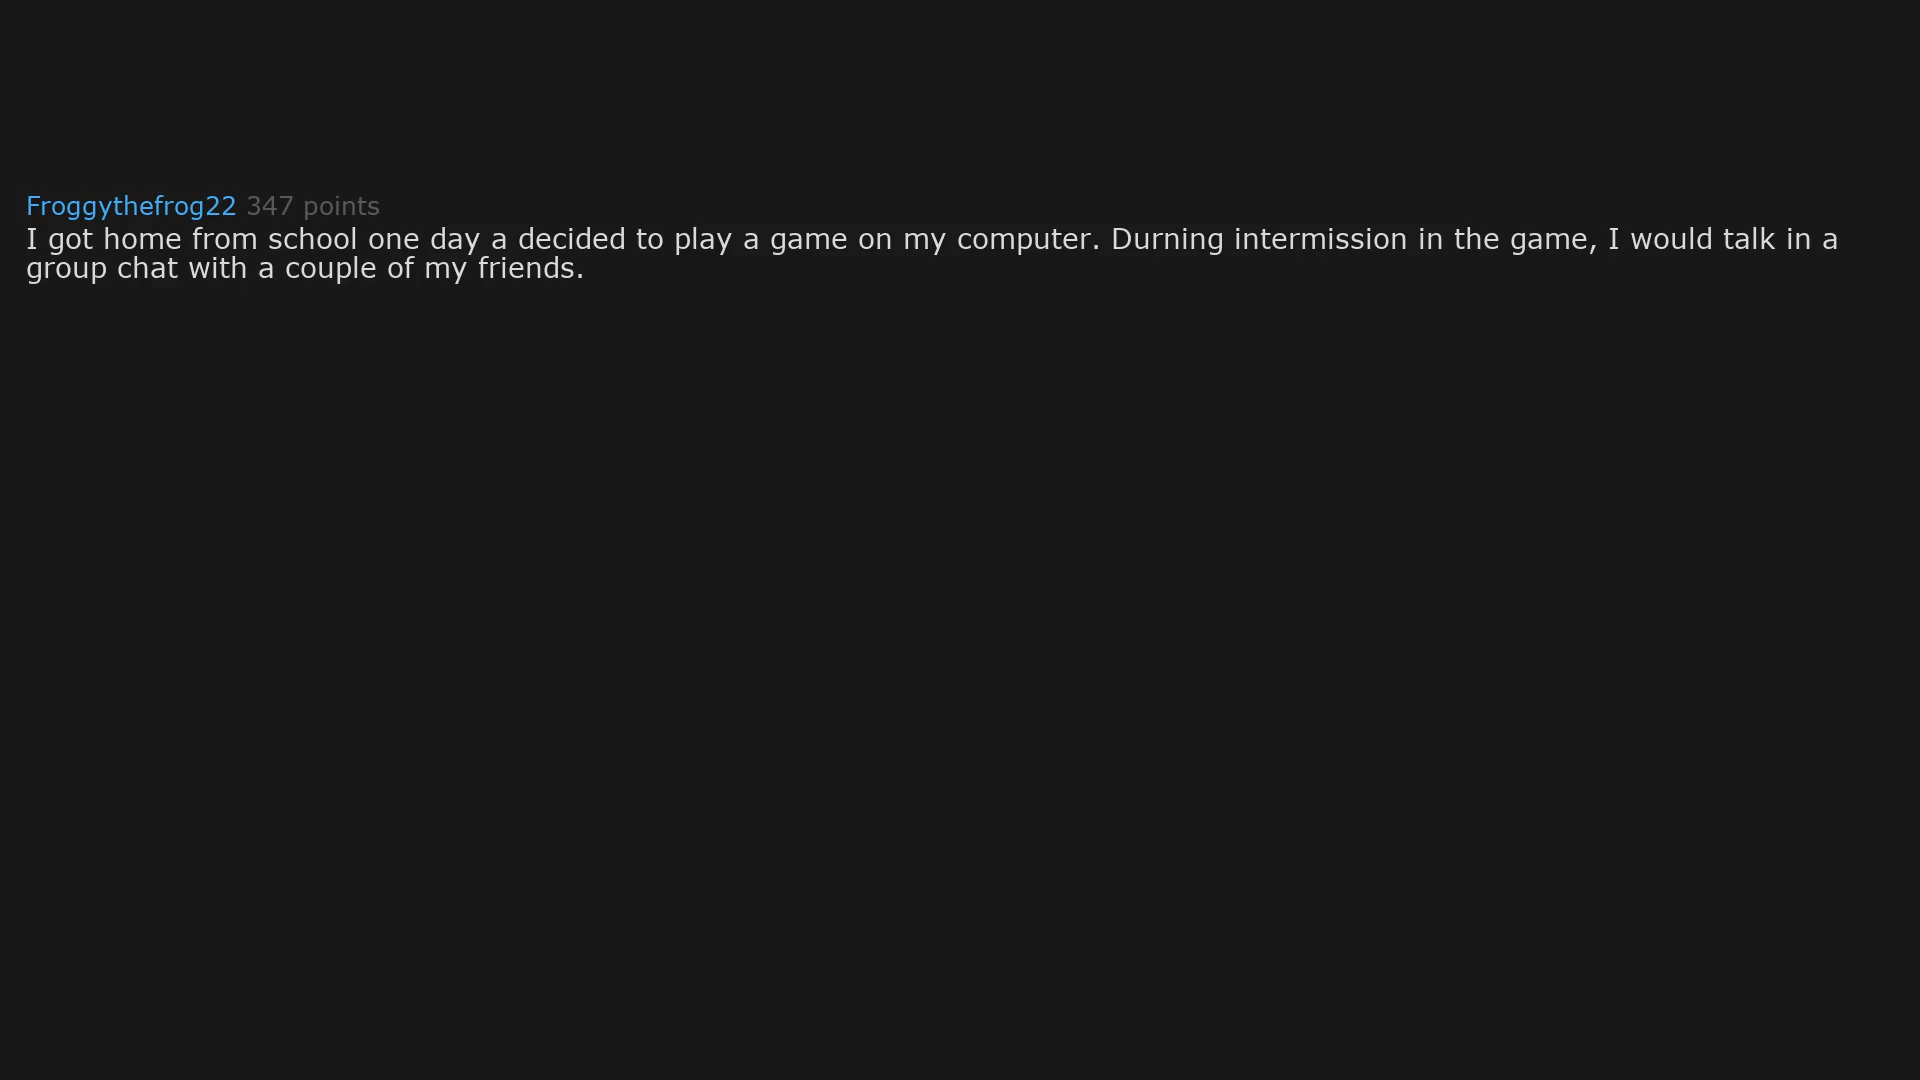 Froggythefrog22 347 points
I got home from school one day a decided to play a game on my computer. Durning intermission in the game, I would talk in a
group chat with a couple of my friends.